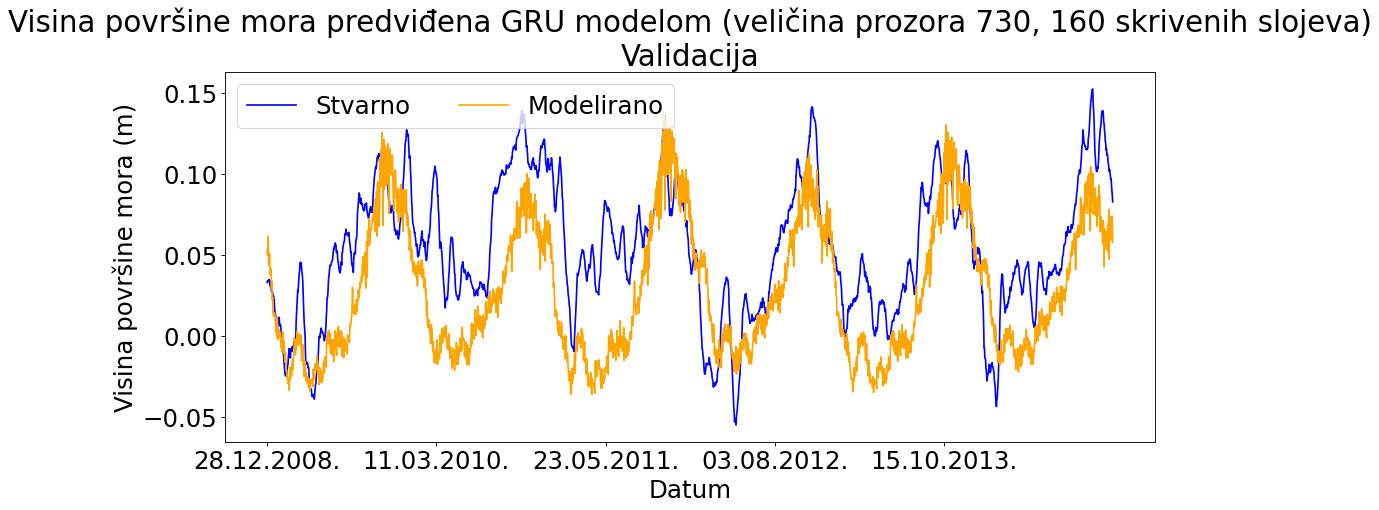 Visina površine mora predviđena GRU modelom (veličina prozora 730, 160 skrivenih slojeva)
Validacija
Stvarno
Modelirano
Visina površine mora (m)
0.15
0.10
0.05
0.00
−0.05
28.12.2008.
11.03.2010.
23.05.2011.
03.08.2012.
15.10.2013.
Datum